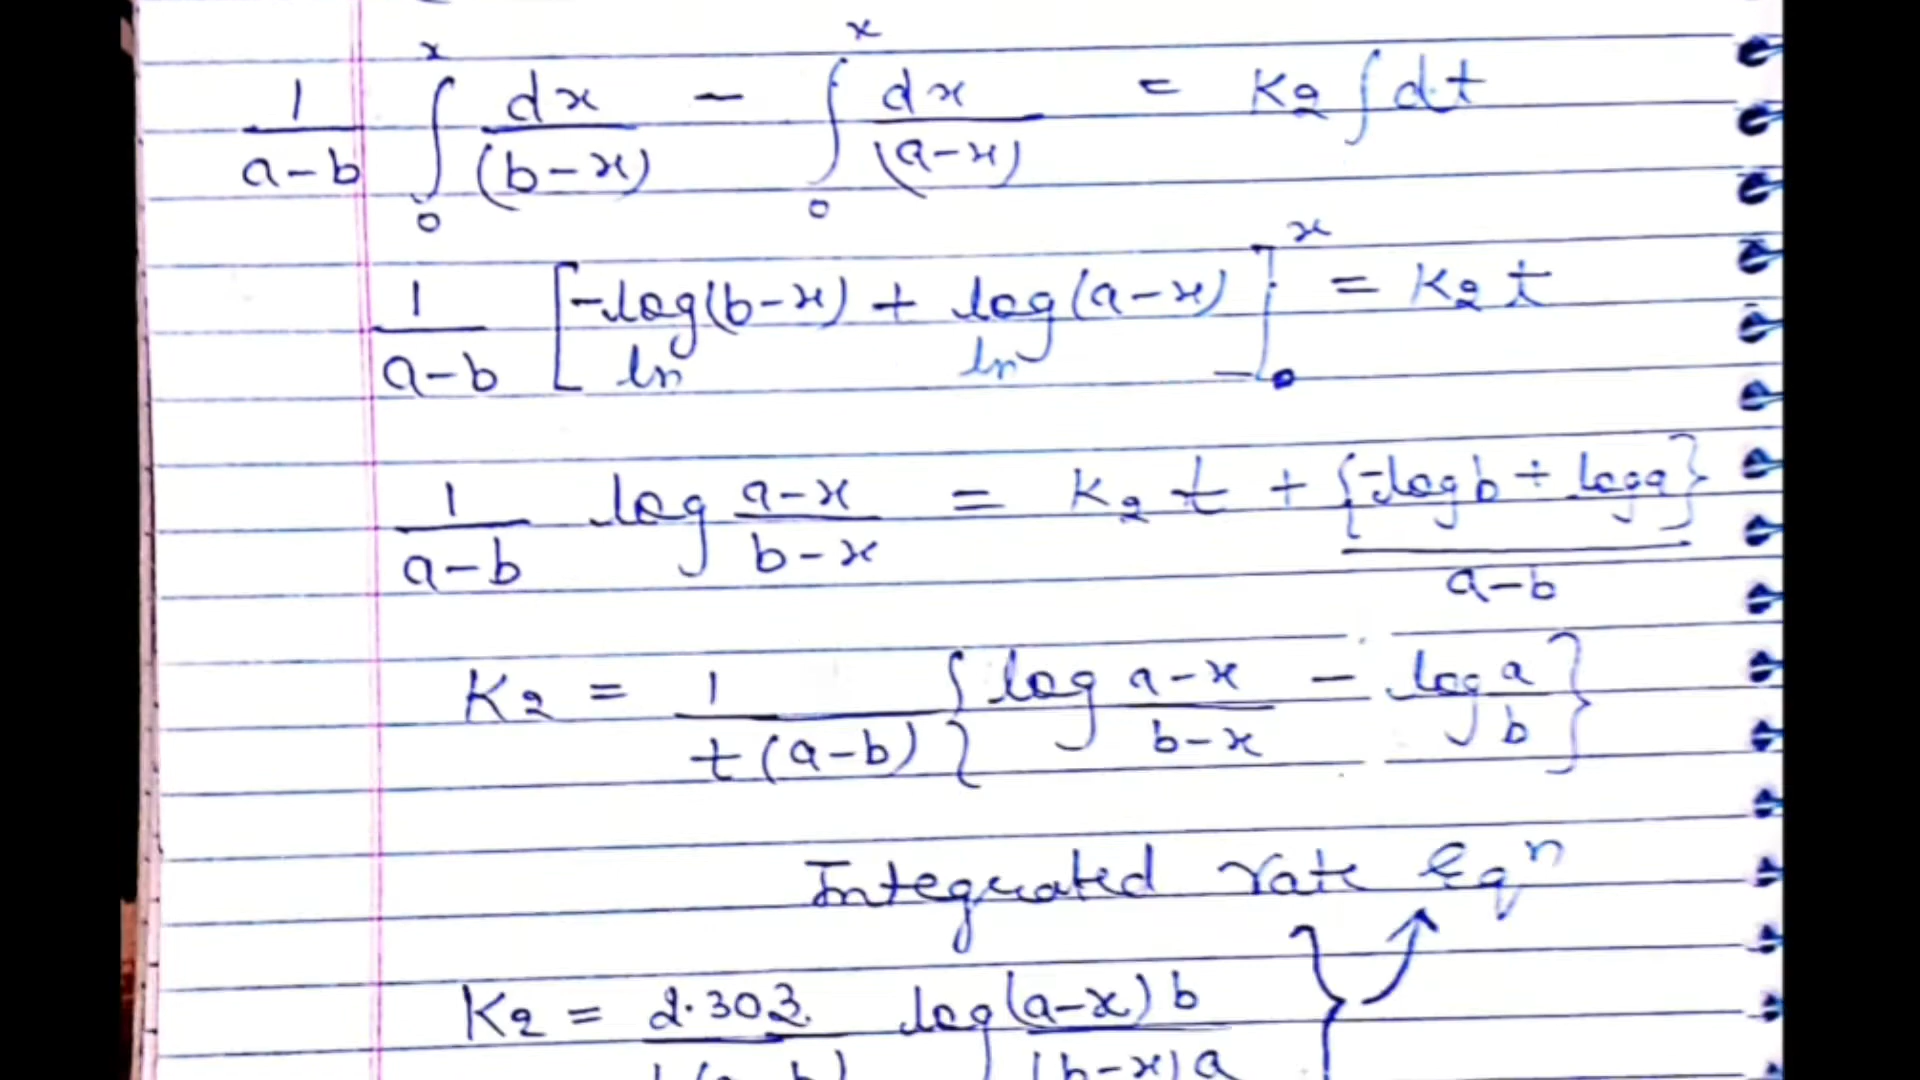 1/(a-b) ∫₀ˣ dx/(b-x) - ∫₀ˣ dx/(a-x) = K₂ ∫dt
1/(a-b) [-log(b-x) + log(a-x)]₀ˣ = K₂t
ln ln
1/(a-b) log (a-x)/(b-x) = K₂t + {-log b + log a}/(a-b)
K₂ = 1/(t(a-b)) {log (a-x)/(b-x) - log a/b}
Integrated rate Eqⁿ
K₂ = 2.303/(t(a-b)) log (a-x)b/(b-x)a